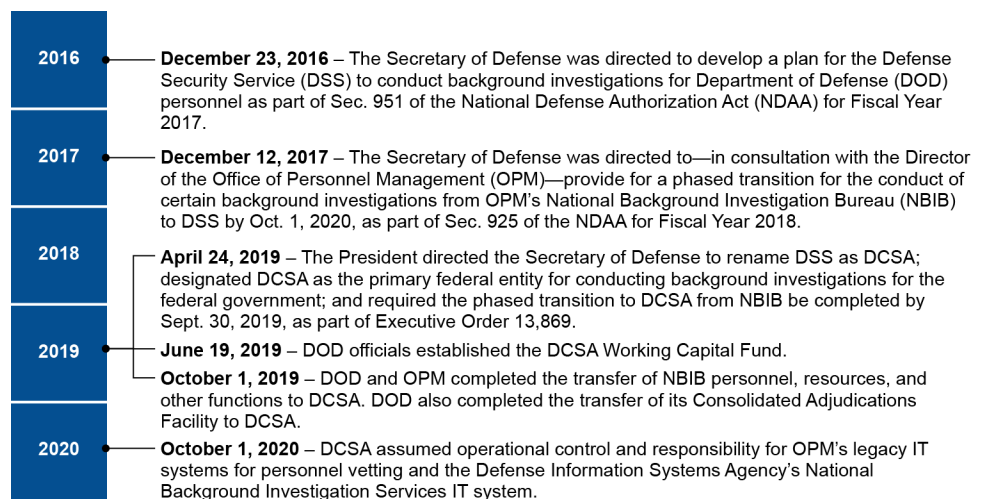 2016
December 23, 2016 – The Secretary of Defense was directed to develop a plan for the Defense
Security Service (DSS) to conduct background investigations for Department of Defense (DOD)
personnel as part of Sec. 951 of the National Defense Authorization Act (NDAA) for Fiscal Year
2017.
2017
December 12, 2017 – The Secretary of Defense was directed to—in consultation with the Director
of the Office of Personnel Management (OPM)—provide for a phased transition for the conduct of
certain background investigations from OPM’s National Background Investigation Bureau (NBIB)
to DSS by Oct. 1, 2020, as part of Sec. 925 of the NDAA for Fiscal Year 2018.
2018
April 24, 2019 – The President directed the Secretary of Defense to rename DSS as DCSA;
designated DCSA as the primary federal entity for conducting background investigations for the
federal government; and required the phased transition to DCSA from NBIB be completed by
Sept. 30, 2019, as part of Executive Order 13,869.
2019
June 19, 2019 – DOD officials established the DCSA Working Capital Fund.
October 1, 2019 – DOD and OPM completed the transfer of NBIB personnel, resources, and
other functions to DCSA. DOD also completed the transfer of its Consolidated Adjudications
Facility to DCSA.
2020
October 1, 2020 – DCSA assumed operational control and responsibility for OPM’s legacy IT
systems for personnel vetting and the Defense Information Systems Agency’s National
Background Investigation Services IT system.